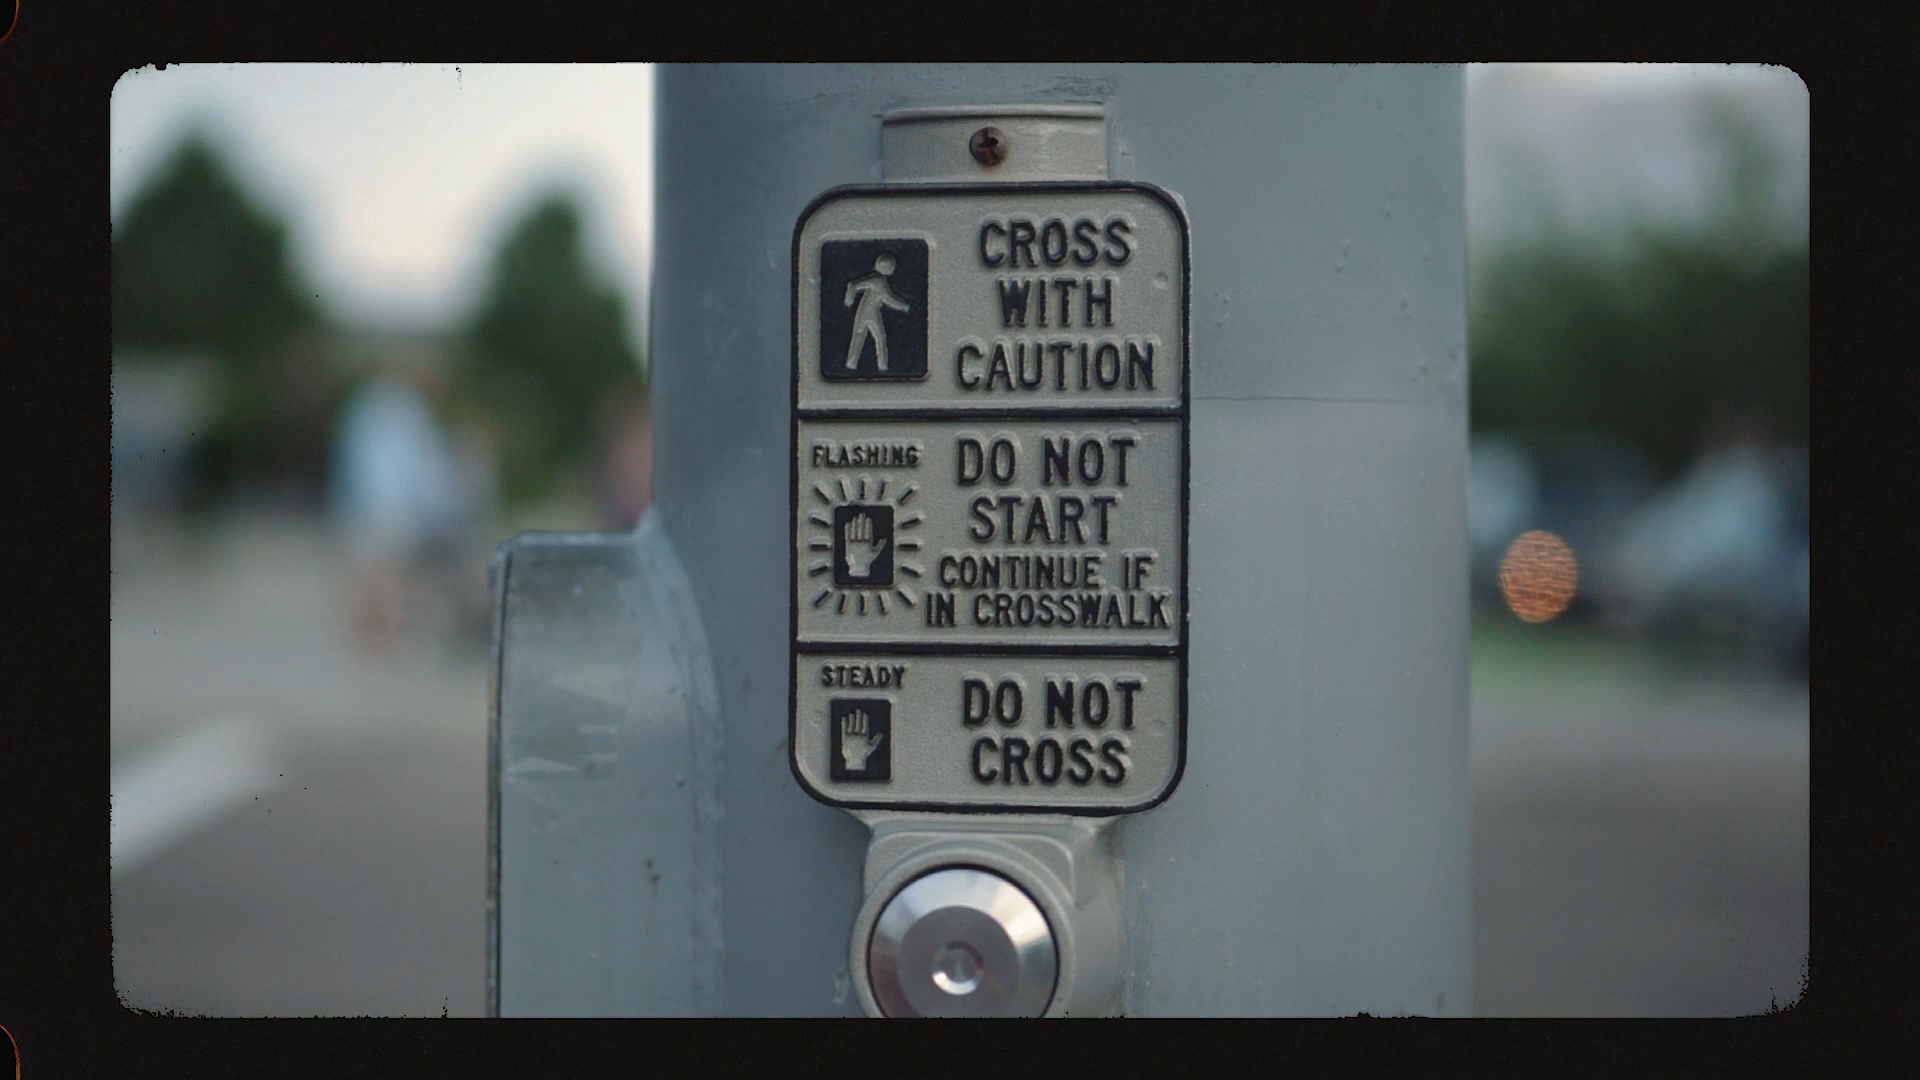 CROSS
WITH
CAUTION
FLASHING
DO NOT
START
CONTINUE IF
IN CROSSWALK
STEADY
DO NOT
CROSS